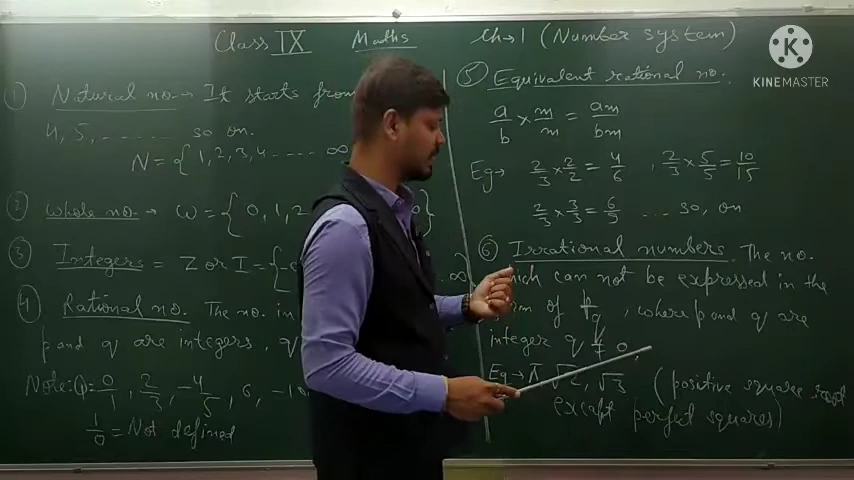 Class IX Maths Ch→1 (Number system)
K
KINEMASTER
① Natural no. → It starts from
4, 5, ........ so on.
N = {1, 2, 3, 4 ..... ∞
② Whole no. → W = {0, 1, 2 0}
③ Integers = Z or I = {- ∞
④ Rational no. The no. in
p and q are integers, q
Note:① = 0/1, 2/3, -4/5, 6, -1
1/0 = Not defined
⑤ Equivalent rational no.
a/b × m/m = am/bm
Eg → 2/3 × 2/2 = 4/6 , 2/3 × 5/5 = 10/15
2/3 × 3/3 = 6/5 ... so, on
⑥ Irrational numbers. The no.
which can not be expressed in the
of p/q , where p and q are
integer q ≠ 0
Eg → π √2, √3 (positive square root
except perfect squares)